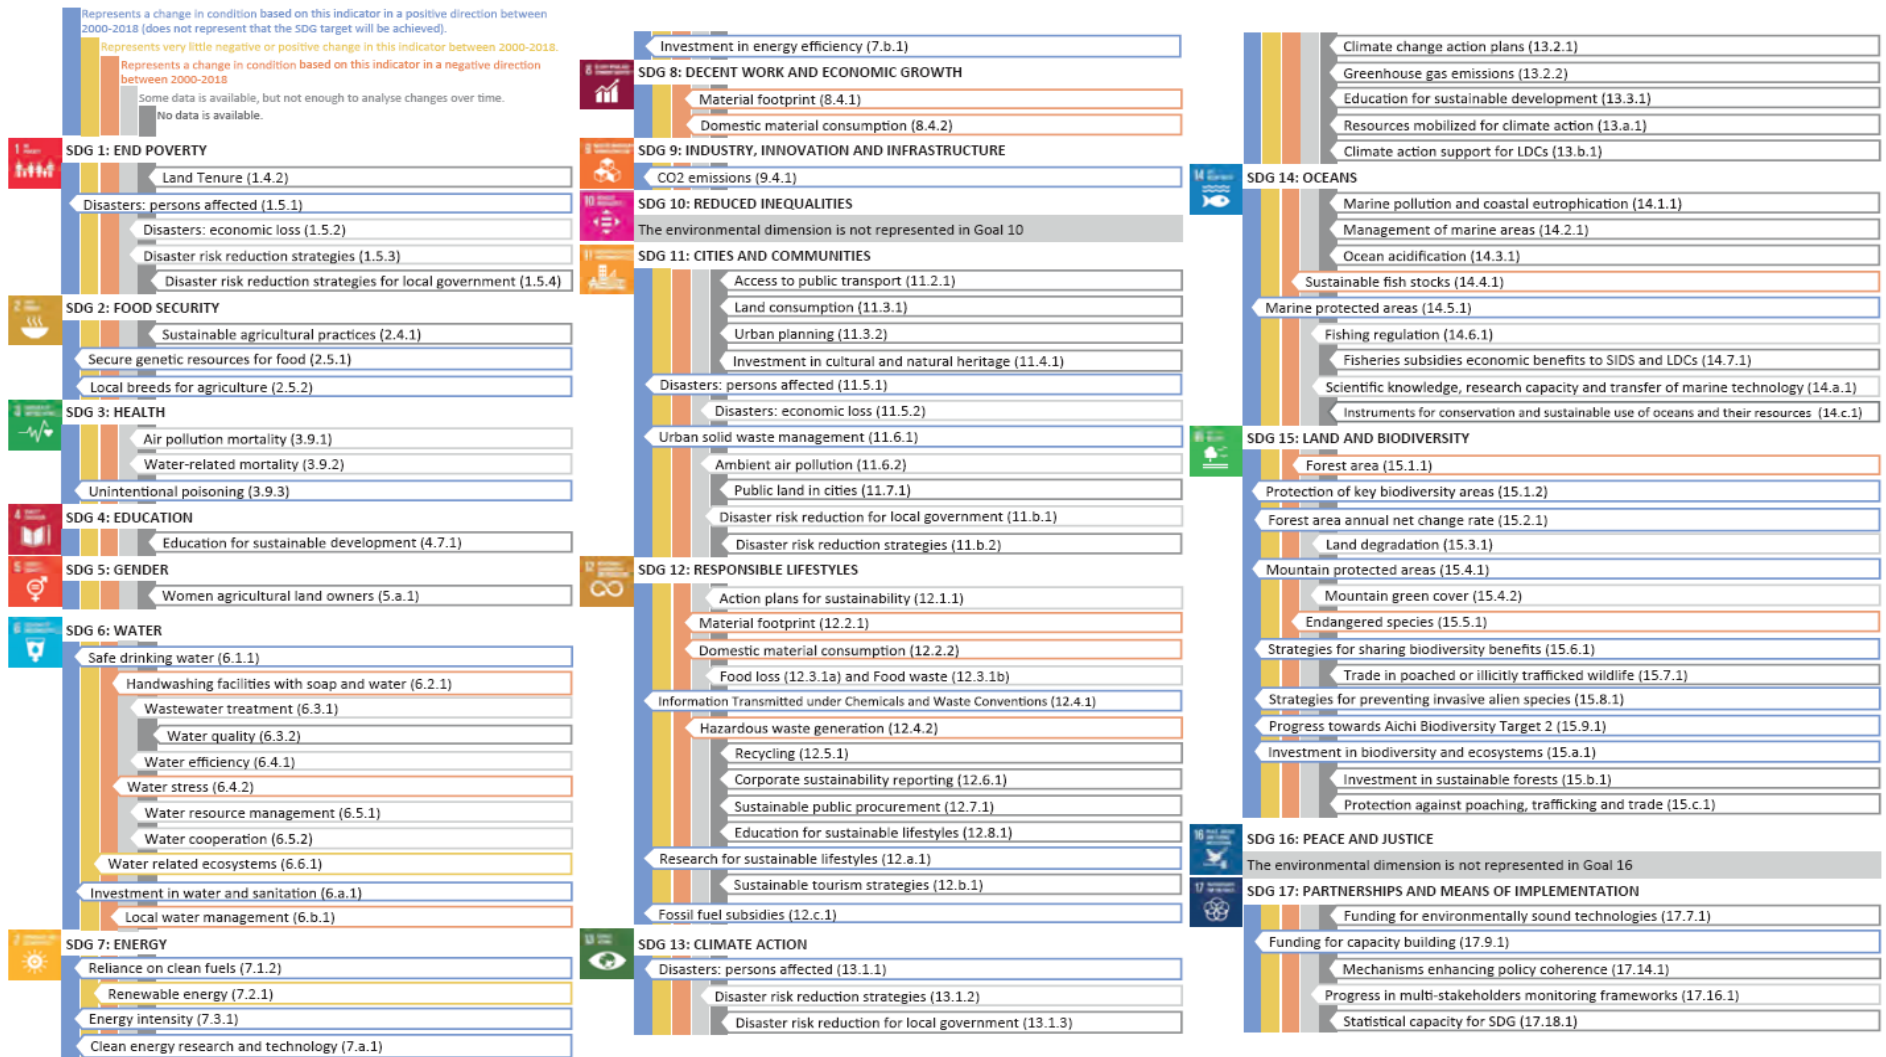 Represents a change in condition based on this indicator in a positive direction between
2000-2018 (does not represent that the SDG target will be achieved).
Represents very little negative or positive change in this indicator between 2000-2018.
Represents a change in condition based on this indicator in a negative direction
between 2000-2018
Some data is available, but not enough to analyse changes over time.
No data is available.
1
SDG 1: END POVERTY
Land Tenure (1.4.2)
Disasters: persons affected (1.5.1)
Disasters: economic loss (1.5.2)
Disaster risk reduction strategies (1.5.3)
Disaster risk reduction strategies for local government (1.5.4)
2
SDG 2: FOOD SECURITY
Sustainable agricultural practices (2.4.1)
Secure genetic resources for food (2.5.1)
Local breeds for agriculture (2.5.2)
SDG 3: HEALTH
Air pollution mortality (3.9.1)
Water-related mortality (3.9.2)
Unintentional poisoning (3.9.3)
4
SDG 4: EDUCATION
Education for sustainable development (4.7.1)
5
SDG 5: GENDER
Women agricultural land owners (5.a.1)
6
SDG 6: WATER
Safe drinking water (6.1.1)
Handwashing facilities with soap and water (6.2.1)
Wastewater treatment (6.3.1)
Water quality (6.3.2)
Water efficiency (6.4.1)
Water stress (6.4.2)
Water resource management (6.5.1)
Water cooperation (6.5.2)
Water related ecosystems (6.6.1)
Investment in water and sanitation (6.a.1)
Local water management (6.b.1)
SDG 7: ENERGY
Reliance on clean fuels (7.1.2)
Renewable energy (7.2.1)
Energy intensity (7.3.1)
Clean energy research and technology (7.a.1)
Investment in energy efficiency (7.b.1)
8
SDG 8: DECENT WORK AND ECONOMIC GROWTH
Material footprint (8.4.1)
Domestic material consumption (8.4.2)
9
SDG 9: INDUSTRY, INNOVATION AND INFRASTRUCTURE
CO2 emissions (9.4.1)
10
SDG 10: REDUCED INEQUALITIES
The environmental dimension is not represented in Goal 10
11
SDG 11: CITIES AND COMMUNITIES
Access to public transport (11.2.1)
Land consumption (11.3.1)
Urban planning (11.3.2)
Investment in cultural and natural heritage (11.4.1)
Disasters: persons affected (11.5.1)
Disasters: economic loss (11.5.2)
Urban solid waste management (11.6.1)
Ambient air pollution (11.6.2)
Public land in cities (11.7.1)
Disaster risk reduction for local government (11.b.1)
Disaster risk reduction strategies (11.b.2)
12
SDG 12: RESPONSIBLE LIFESTYLES
Action plans for sustainability (12.1.1)
Material footprint (12.2.1)
Domestic material consumption (12.2.2)
Food loss (12.3.1a) and Food waste (12.3.1b)
Information Transmitted under Chemicals and Waste Conventions (12.4.1)
Hazardous waste generation (12.4.2)
Recycling (12.5.1)
Corporate sustainability reporting (12.6.1)
Sustainable public procurement (12.7.1)
Education for sustainable lifestyles (12.8.1)
Research for sustainable lifestyles (12.a.1)
Sustainable tourism strategies (12.b.1)
Fossil fuel subsidies (12.c.1)
13
SDG 13: CLIMATE ACTION
Disasters: persons affected (13.1.1)
Disaster risk reduction strategies (13.1.2)
Disaster risk reduction for local government (13.1.3)
Climate change action plans (13.2.1)
Greenhouse gas emissions (13.2.2)
Education for sustainable development (13.3.1)
Resources mobilized for climate action (13.a.1)
Climate action support for LDCs (13.b.1)
14
SDG 14: OCEANS
Marine pollution and coastal eutrophication (14.1.1)
Management of marine areas (14.2.1)
Ocean acidification (14.3.1)
Sustainable fish stocks (14.4.1)
Marine protected areas (14.5.1)
Fishing regulation (14.6.1)
Fisheries subsidies economic benefits to SIDS and LDCs (14.7.1)
Scientific knowledge, research capacity and transfer of marine technology (14.a.1)
Instruments for conservation and sustainable use of oceans and their resources (14.c.1)
SDG 15: LAND AND BIODIVERSITY
Forest area (15.1.1)
Protection of key biodiversity areas (15.1.2)
Forest area annual net change rate (15.2.1)
Land degradation (15.3.1)
Mountain protected areas (15.4.1)
Mountain green cover (15.4.2)
Endangered species (15.5.1)
Strategies for sharing biodiversity benefits (15.6.1)
Trade in poached or illicitly trafficked wildlife (15.7.1)
Strategies for preventing invasive alien species (15.8.1)
Progress towards Aichi Biodiversity Target 2 (15.9.1)
Investment in biodiversity and ecosystems (15.a.1)
Investment in sustainable forests (15.b.1)
Protection against poaching, trafficking and trade (15.c.1)
16
SDG 16: PEACE AND JUSTICE
The environmental dimension is not represented in Goal 16
17
SDG 17: PARTNERSHIPS AND MEANS OF IMPLEMENTATION
Funding for environmentally sound technologies (17.7.1)
Funding for capacity building (17.9.1)
Mechanisms enhancing policy coherence (17.14.1)
Progress in multi-stakeholders monitoring frameworks (17.16.1)
Statistical capacity for SDG (17.18.1)